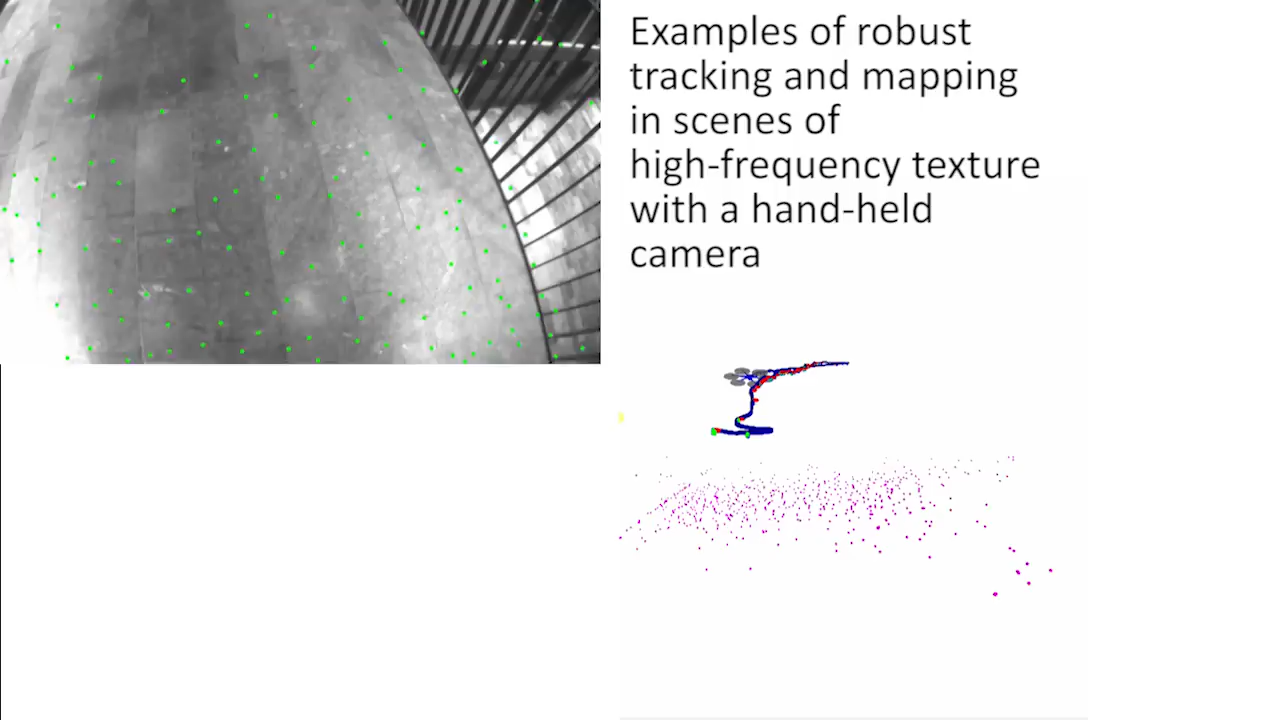 Examples of robust
tracking and mapping
in scenes of
high-frequency texture
with a hand-held
camera